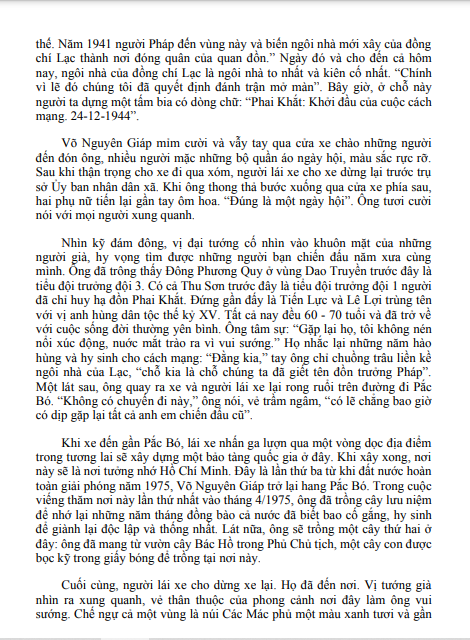 thế. Năm 1941 người Pháp đến vùng này và biến ngôi nhà mới xây của đồng
chí Lạc thành nơi đóng quân của quan đồn.” Ngày đó và cho đến cả hôm
nay, ngôi nhà của đồng chí Lạc là ngôi nhà to nhất và kiên cố nhất. “Chính
vì lẽ đó chúng tôi đã quyết định đánh trận mở màn”. Bây giờ, ở chỗ này
người ta dựng một tấm bia có dòng chữ: “Phai Khắt: Khởi đầu của cuộc cách
mạng. 24-12-1944”.
Võ Nguyên Giáp mỉm cười và vẫy tay qua cửa xe chào những người
đến đón ông, nhiều người mặc những bộ quần áo ngày hội, màu sắc rực rỡ.
Sau khi thận trọng cho xe đi qua xóm, người lái xe cho xe dừng lại trước trụ
sở Ủy ban nhân dân xã. Khi ông thong thả bước xuống qua cửa xe phía sau,
hai phụ nữ tiến lại gần tay ôm hoa. “Đúng là một ngày hội”. Ông tươi cười
nói với mọi người xung quanh.
Nhìn kỹ đám đông, vị đại tướng cố nhìn vào khuôn mặt của những
người già, hy vọng tìm được những người bạn chiến đấu năm xưa cùng
mình. Ông đã trông thấy Đông Phương Quy ở vùng Dao Truyền trước đây là
tiểu đội trưởng đội 3. Có cả Thu Sơn trước đây là tiểu đội trưởng đội 1 người
đã chỉ huy hạ đồn Phai Khắt. Đứng gần đấy là Tiến Lực và Lê Lợi trùng tên
với vị anh hùng dân tộc thế kỷ XV. Tất cả nay đều 60 - 70 tuổi và đã trở về
với cuộc sống đời thường yên bình. Ông tâm sự: “Gặp lại họ, tôi không nén
nổi xúc động, nước mắt trào ra vì vui sướng.” Họ nhắc lại những năm hào
hùng và hy sinh cho cách mạng: “Đằng kia,” tay ông chỉ chuồng trâu liền kề
ngôi nhà của Lạc, “chỗ kia là chỗ chúng ta đã giết tên đồn trưởng Pháp”.
Một lát sau, ông quay ra xe và người lái xe lại rong ruổi trên đường đi Pắc
Bó. “Không có chuyến đi này,” ông nói, vẻ trầm ngâm, “có lẽ chẳng bao giờ
có dịp gặp lại tất cả anh em chiến đấu cũ”.
Khi xe đến gần Pắc Bó, lái xe nhấn ga lượn qua một vòng dọc địa điểm
trong tương lai sẽ xây dựng một bảo tàng quốc gia ở đây. Khi xây xong, nơi
này sẽ là nơi tưởng nhớ Hồ Chí Minh. Đây là lần thứ ba từ khi đất nước hoàn
toàn giải phóng năm 1975, Võ Nguyên Giáp trở lại hang Pắc Bó. Trong cuộc
viếng thăm nơi này lần thứ nhất vào tháng 4/1975, ông đã trồng cây lưu niệm
để nhớ lại những năm tháng đồng bào cả nước đã biết bao cố gắng, hy sinh
để giành lại độc lập và thống nhất. Lát nữa, ông sẽ trồng một cây thứ hai ở
đây: ông đã mang từ vườn cây Bác Hồ trong Phủ Chủ tịch, một cây con được
bọc kỹ trong giấy bóng để trồng tại nơi này.
Cuối cùng, người lái xe cho dừng xe lại. Họ đã đến nơi. Vị tướng già
nhìn ra xung quanh, vẻ thân thuộc của phong cảnh nơi đây làm ông vui
sướng. Chế ngự cả một vùng là núi Các Mác phủ một màu xanh tươi và gần